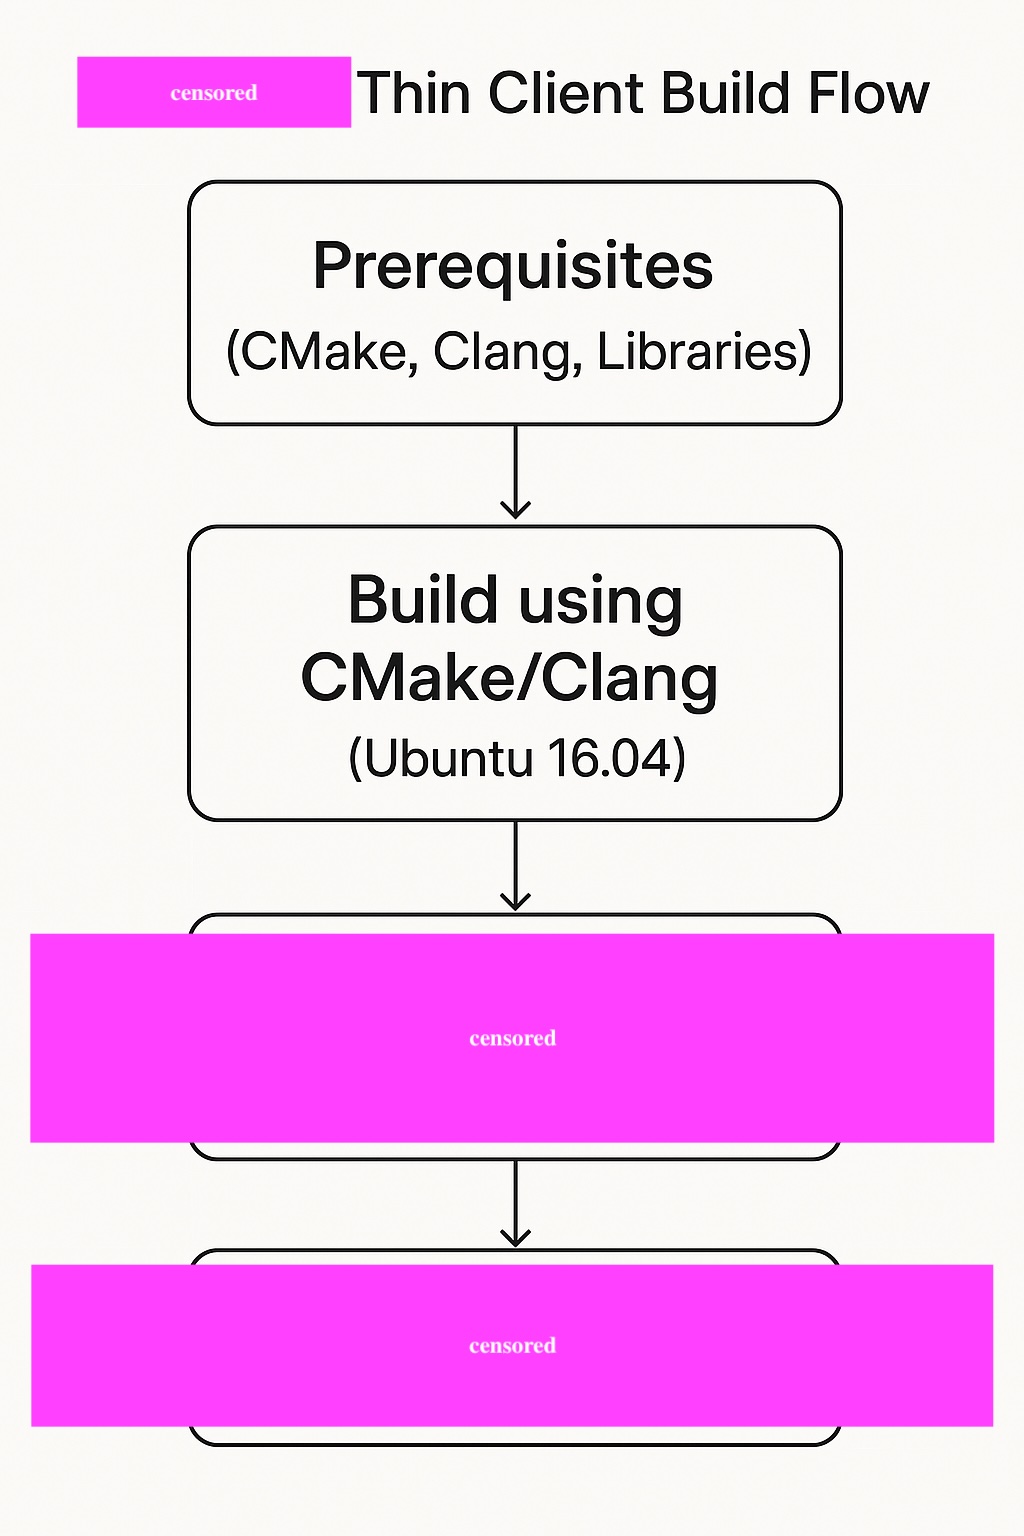 censored Thin Client Build Flow
Prerequisites
(CMake, Clang, Libraries)
Build using
CMake/Clang
(Ubuntu 16.04)
censored
censored